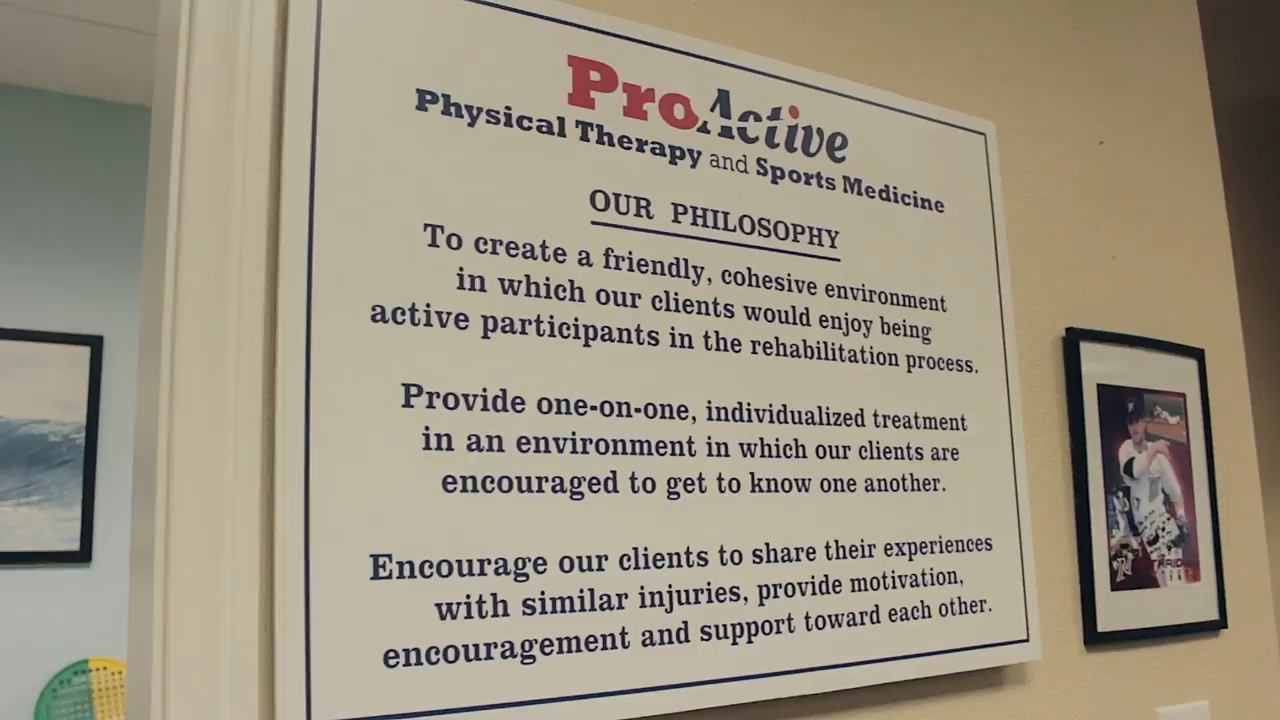 ProActive
Physical Therapy and Sports Medicine
OUR PHILOSOPHY
To create a friendly, cohesive environment
in which our clients would enjoy being
active participants in the rehabilitation process.
Provide one-on-one, individualized treatment
in an environment in which our clients are
encouraged to get to know one another.
Encourage our clients to share their experiences
with similar injuries, provide motivation,
encouragement and support toward each other.